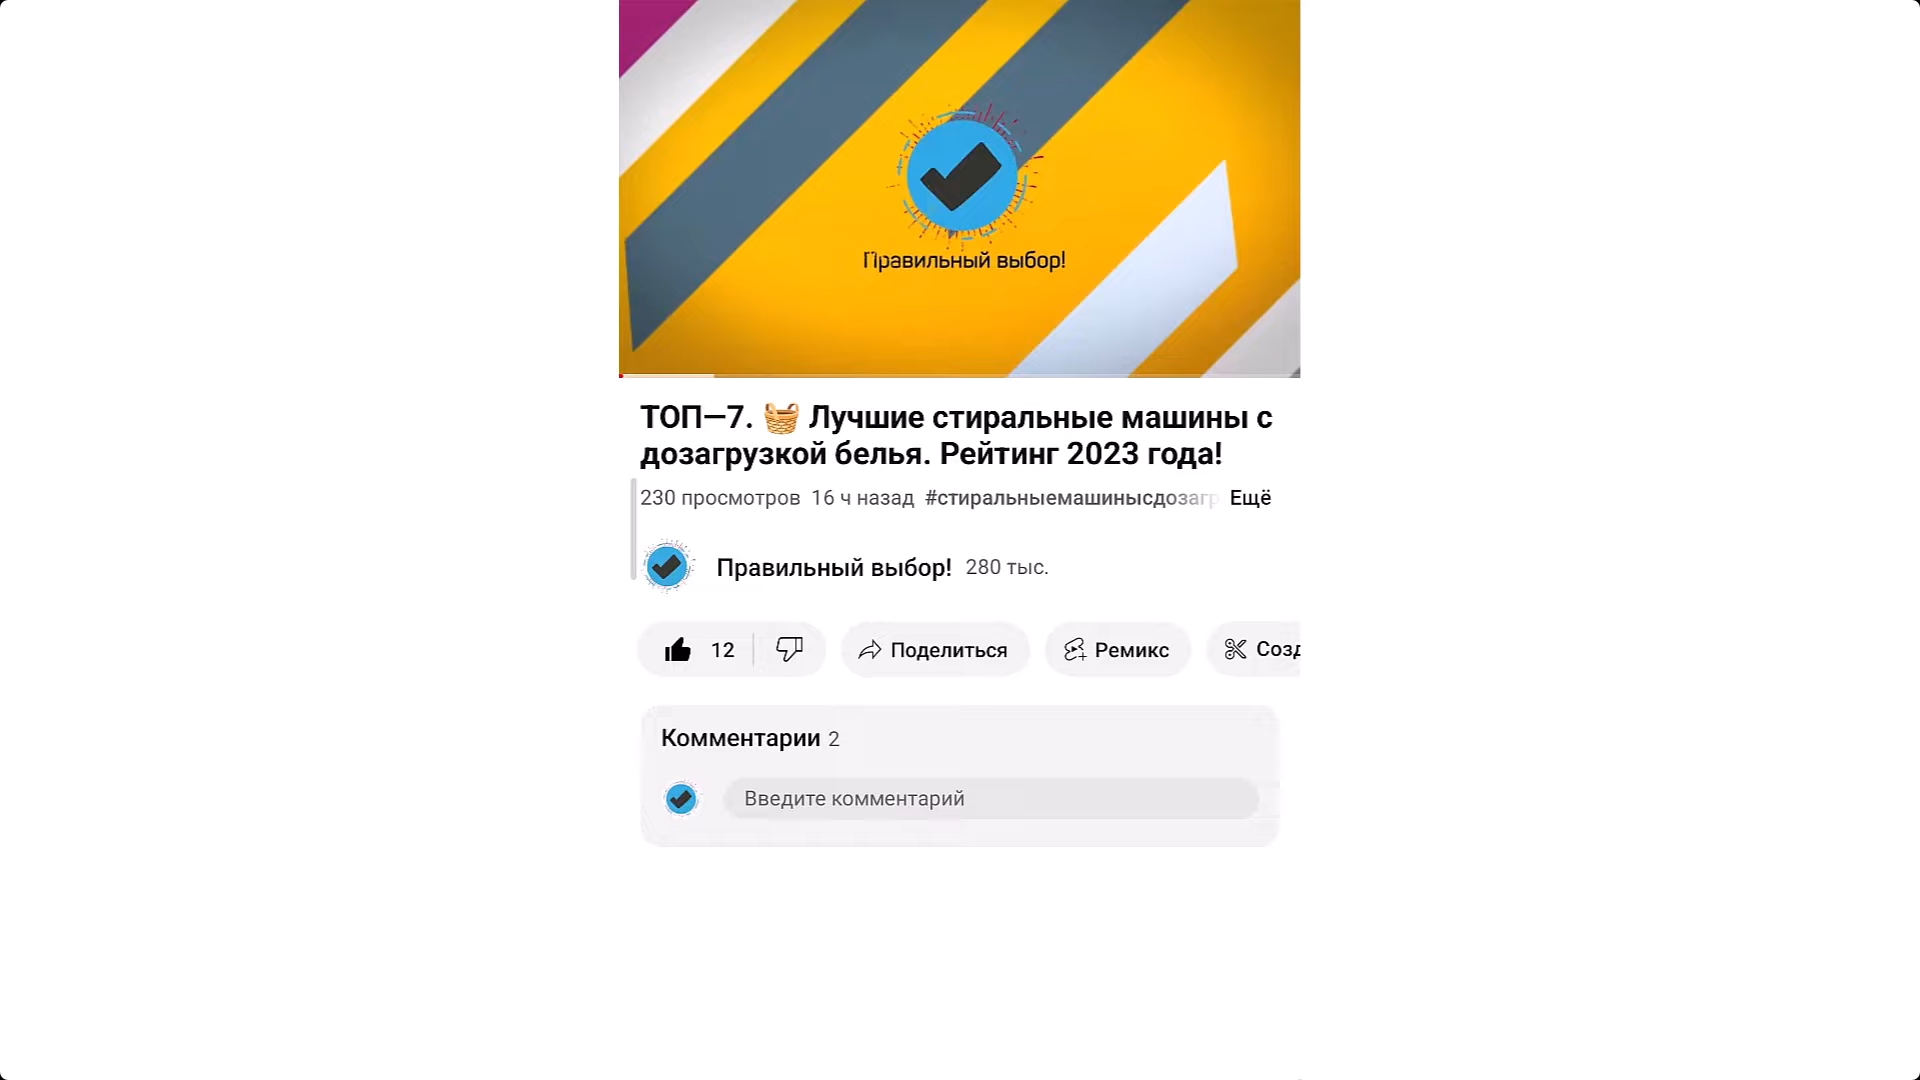 Правильный выбор!
ТОП—7. 🧺 Лучшие стиральные машины с
дозагрузкой белья. Рейтинг 2023 года!
230 просмотров 16 ч назад #стиральныемашинысдозагр Ещё
Правильный выбор! 280 тыс.
12 Поделиться Ремикс Созд
Комментарии 2
Введите комментарий